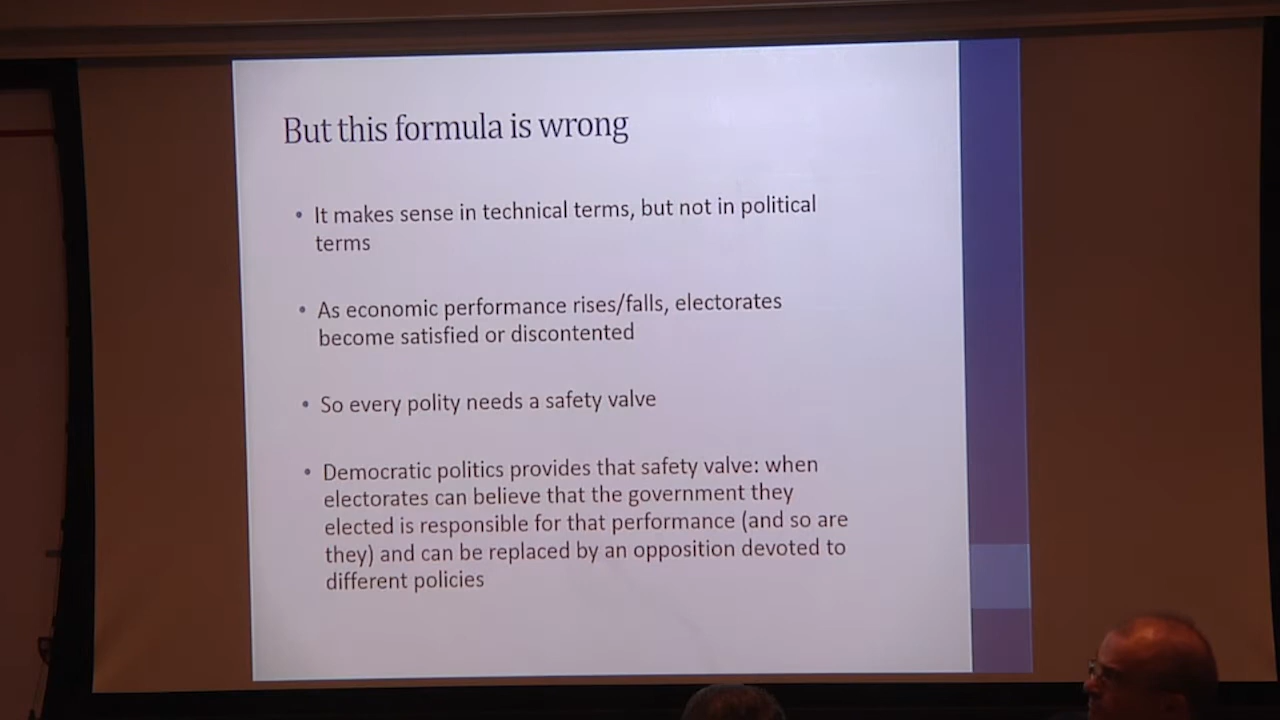 But this formula is wrong
• It makes sense in technical terms, but not in political
terms
• As economic performance rises/falls, electorates
become satisfied or discontented
• So every polity needs a safety valve
• Democratic politics provides that safety valve: when
electorates can believe that the government they
elected is responsible for that performance (and so are
they) and can be replaced by an opposition devoted to
different policies